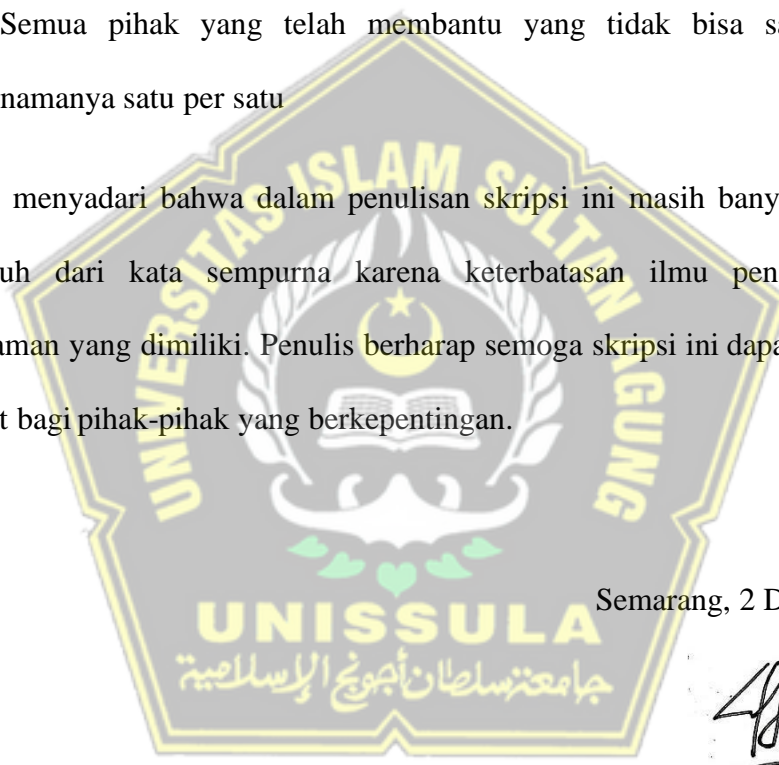 Semua pihak yang telah membantu yang tidak bisa sa
namanya satu per satu
menyadari bahwa dalam penulisan skripsi ini masih bany
uh dari kata sempurna karena keterbatasan ilmu pen
aman yang dimiliki. Penulis berharap semoga skripsi ini dapa
t bagi pihak-pihak yang berkepentingan.
UNIVERSITAS ISLAM SULTAN AGUNG
Semarang, 2 D
UNISSULA
جامعتسلطان أجونج الإسلامية